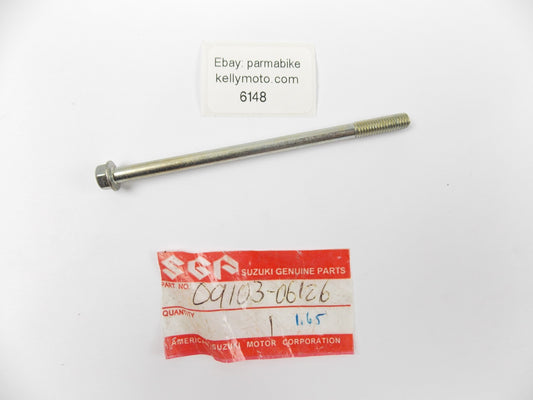 Ebay: parmabike
kellymoto.com
6148
SGP SUZUKI GENUINE PARTS
PART NO. 09103-06126
QUANTITY 1 1.65
AMERICAN SUZUKI MOTOR CORPORATION